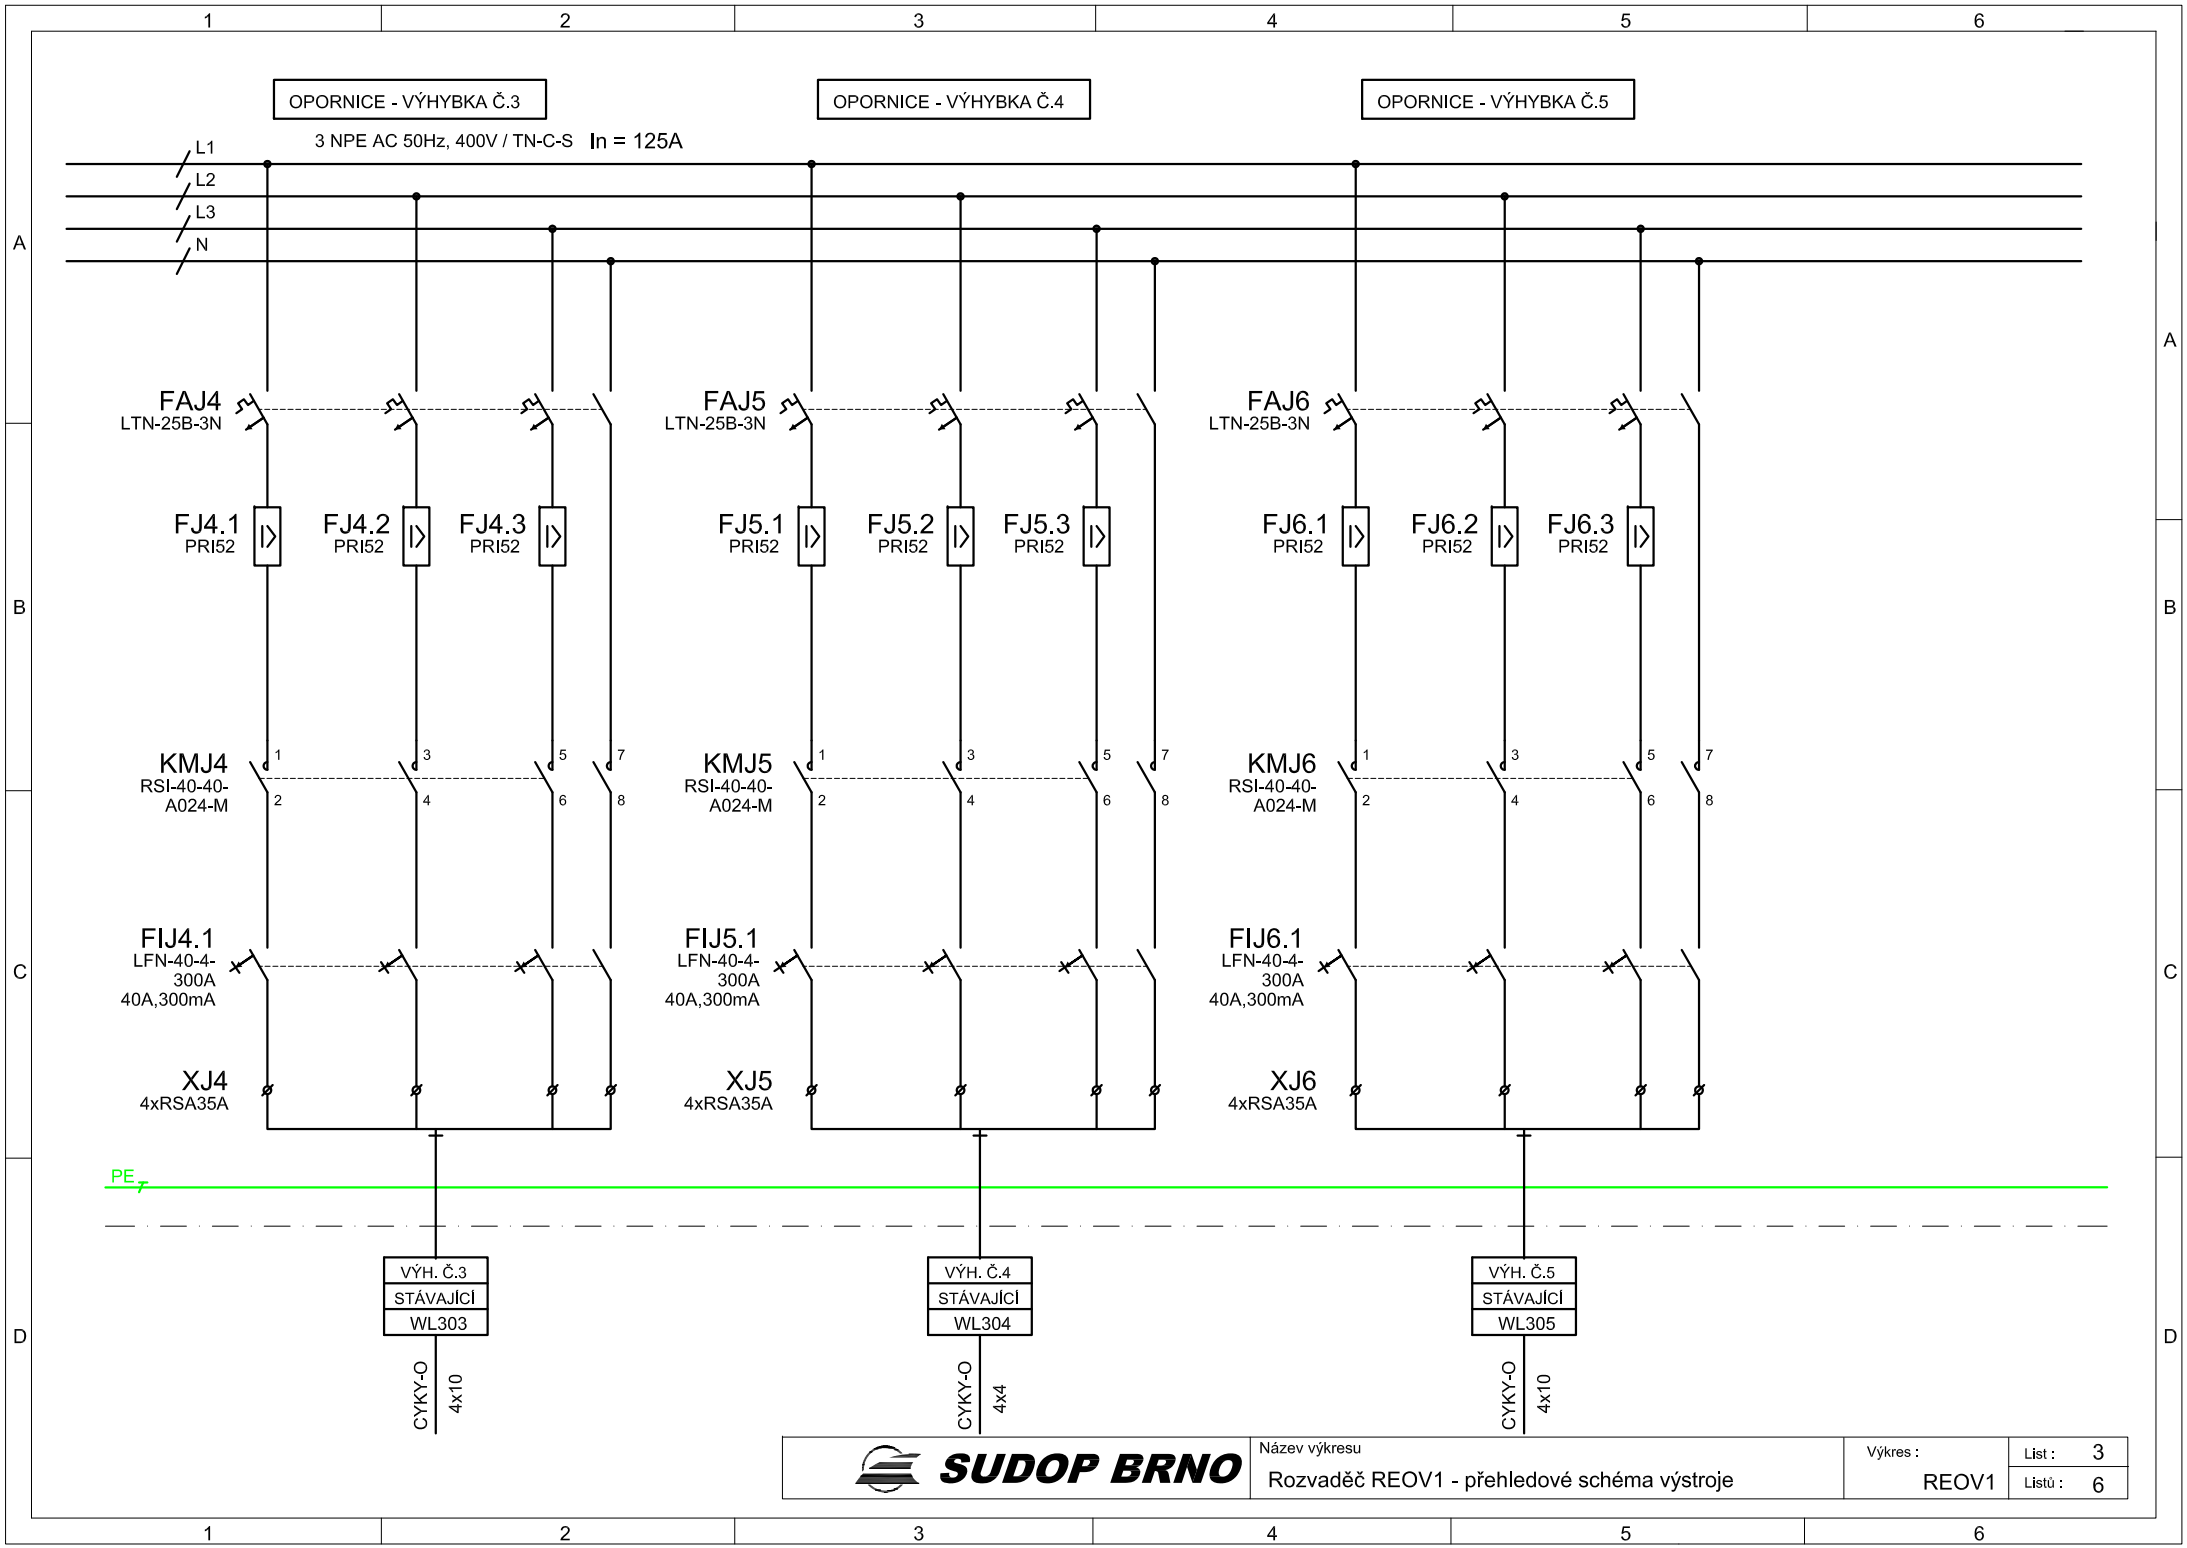 1 2 3 4 5 6
OPORNICE - VÝHYBKA Č.3
OPORNICE - VÝHYBKA Č.4
OPORNICE - VÝHYBKA Č.5
3 NPE AC 50Hz, 400V / TN-C-S In = 125A
L1
L2
L3
N
A
A
FAJ4
LTN-25B-3N
FAJ5
LTN-25B-3N
FAJ6
LTN-25B-3N
FJ4.1
PRI52
FJ4.2
PRI52
FJ4.3
PRI52
FJ5.1
PRI52
FJ5.2
PRI52
FJ5.3
PRI52
FJ6.1
PRI52
FJ6.2
PRI52
FJ6.3
PRI52
B
B
KMJ4
RSI-40-40-
A024-M
1 3 5 7
2 4 6 8
KMJ5
RSI-40-40-
A024-M
1 3 5 7
2 4 6 8
KMJ6
RSI-40-40-
A024-M
1 3 5 7
2 4 6 8
FIJ4.1
LFN-40-4-
300A
40A,300mA
FIJ5.1
LFN-40-4-
300A
40A,300mA
FIJ6.1
LFN-40-4-
300A
40A,300mA
C
C
XJ4
4xRSA35A
XJ5
4xRSA35A
XJ6
4xRSA35A
PE
VÝH. Č.3
STÁVAJÍCÍ
WL303
CYKY-O
4x10
VÝH. Č.4
STÁVAJÍCÍ
WL304
CYKY-O
4x4
VÝH. Č.5
STÁVAJÍCÍ
WL305
CYKY-O
4x10
D
D
SUDOP BRNO
Název výkresu
Rozvaděč REOV1 - přehledové schéma výstroje
Výkres :
REOV1
List : 3
Listů : 6
1 2 3 4 5 6